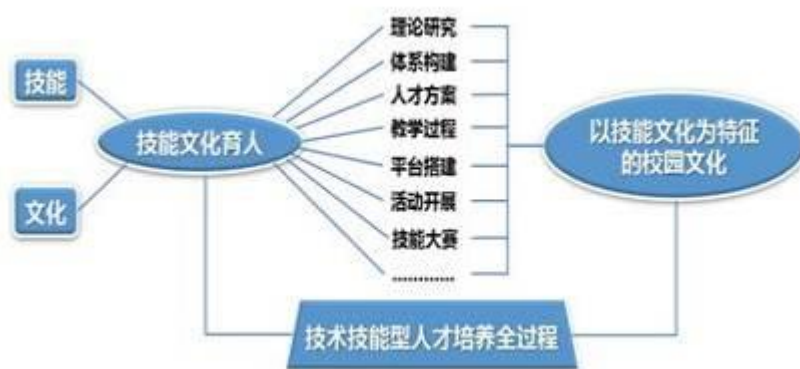 技能
文化
技能文化育人
理论研究
体系构建
人才方案
教学过程
平台搭建
活动开展
技能大赛
............
以技能文化为特征
的校园文化
技术技能型人才培养全过程